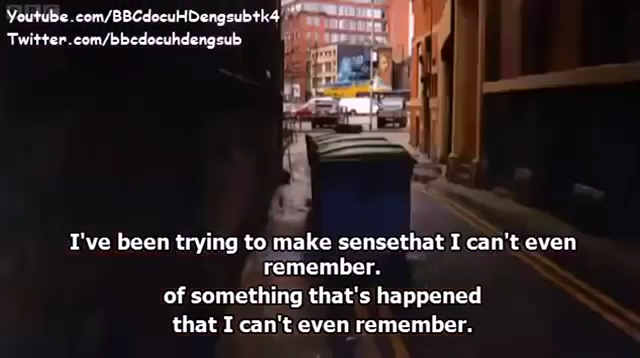 Youtube.com/BBCdocuHDengsubtk4
Twitter.com/bbcdocuhdengsub
I've been trying to make sensethat I can't even
remember.
of something that's happened
that I can't even remember.